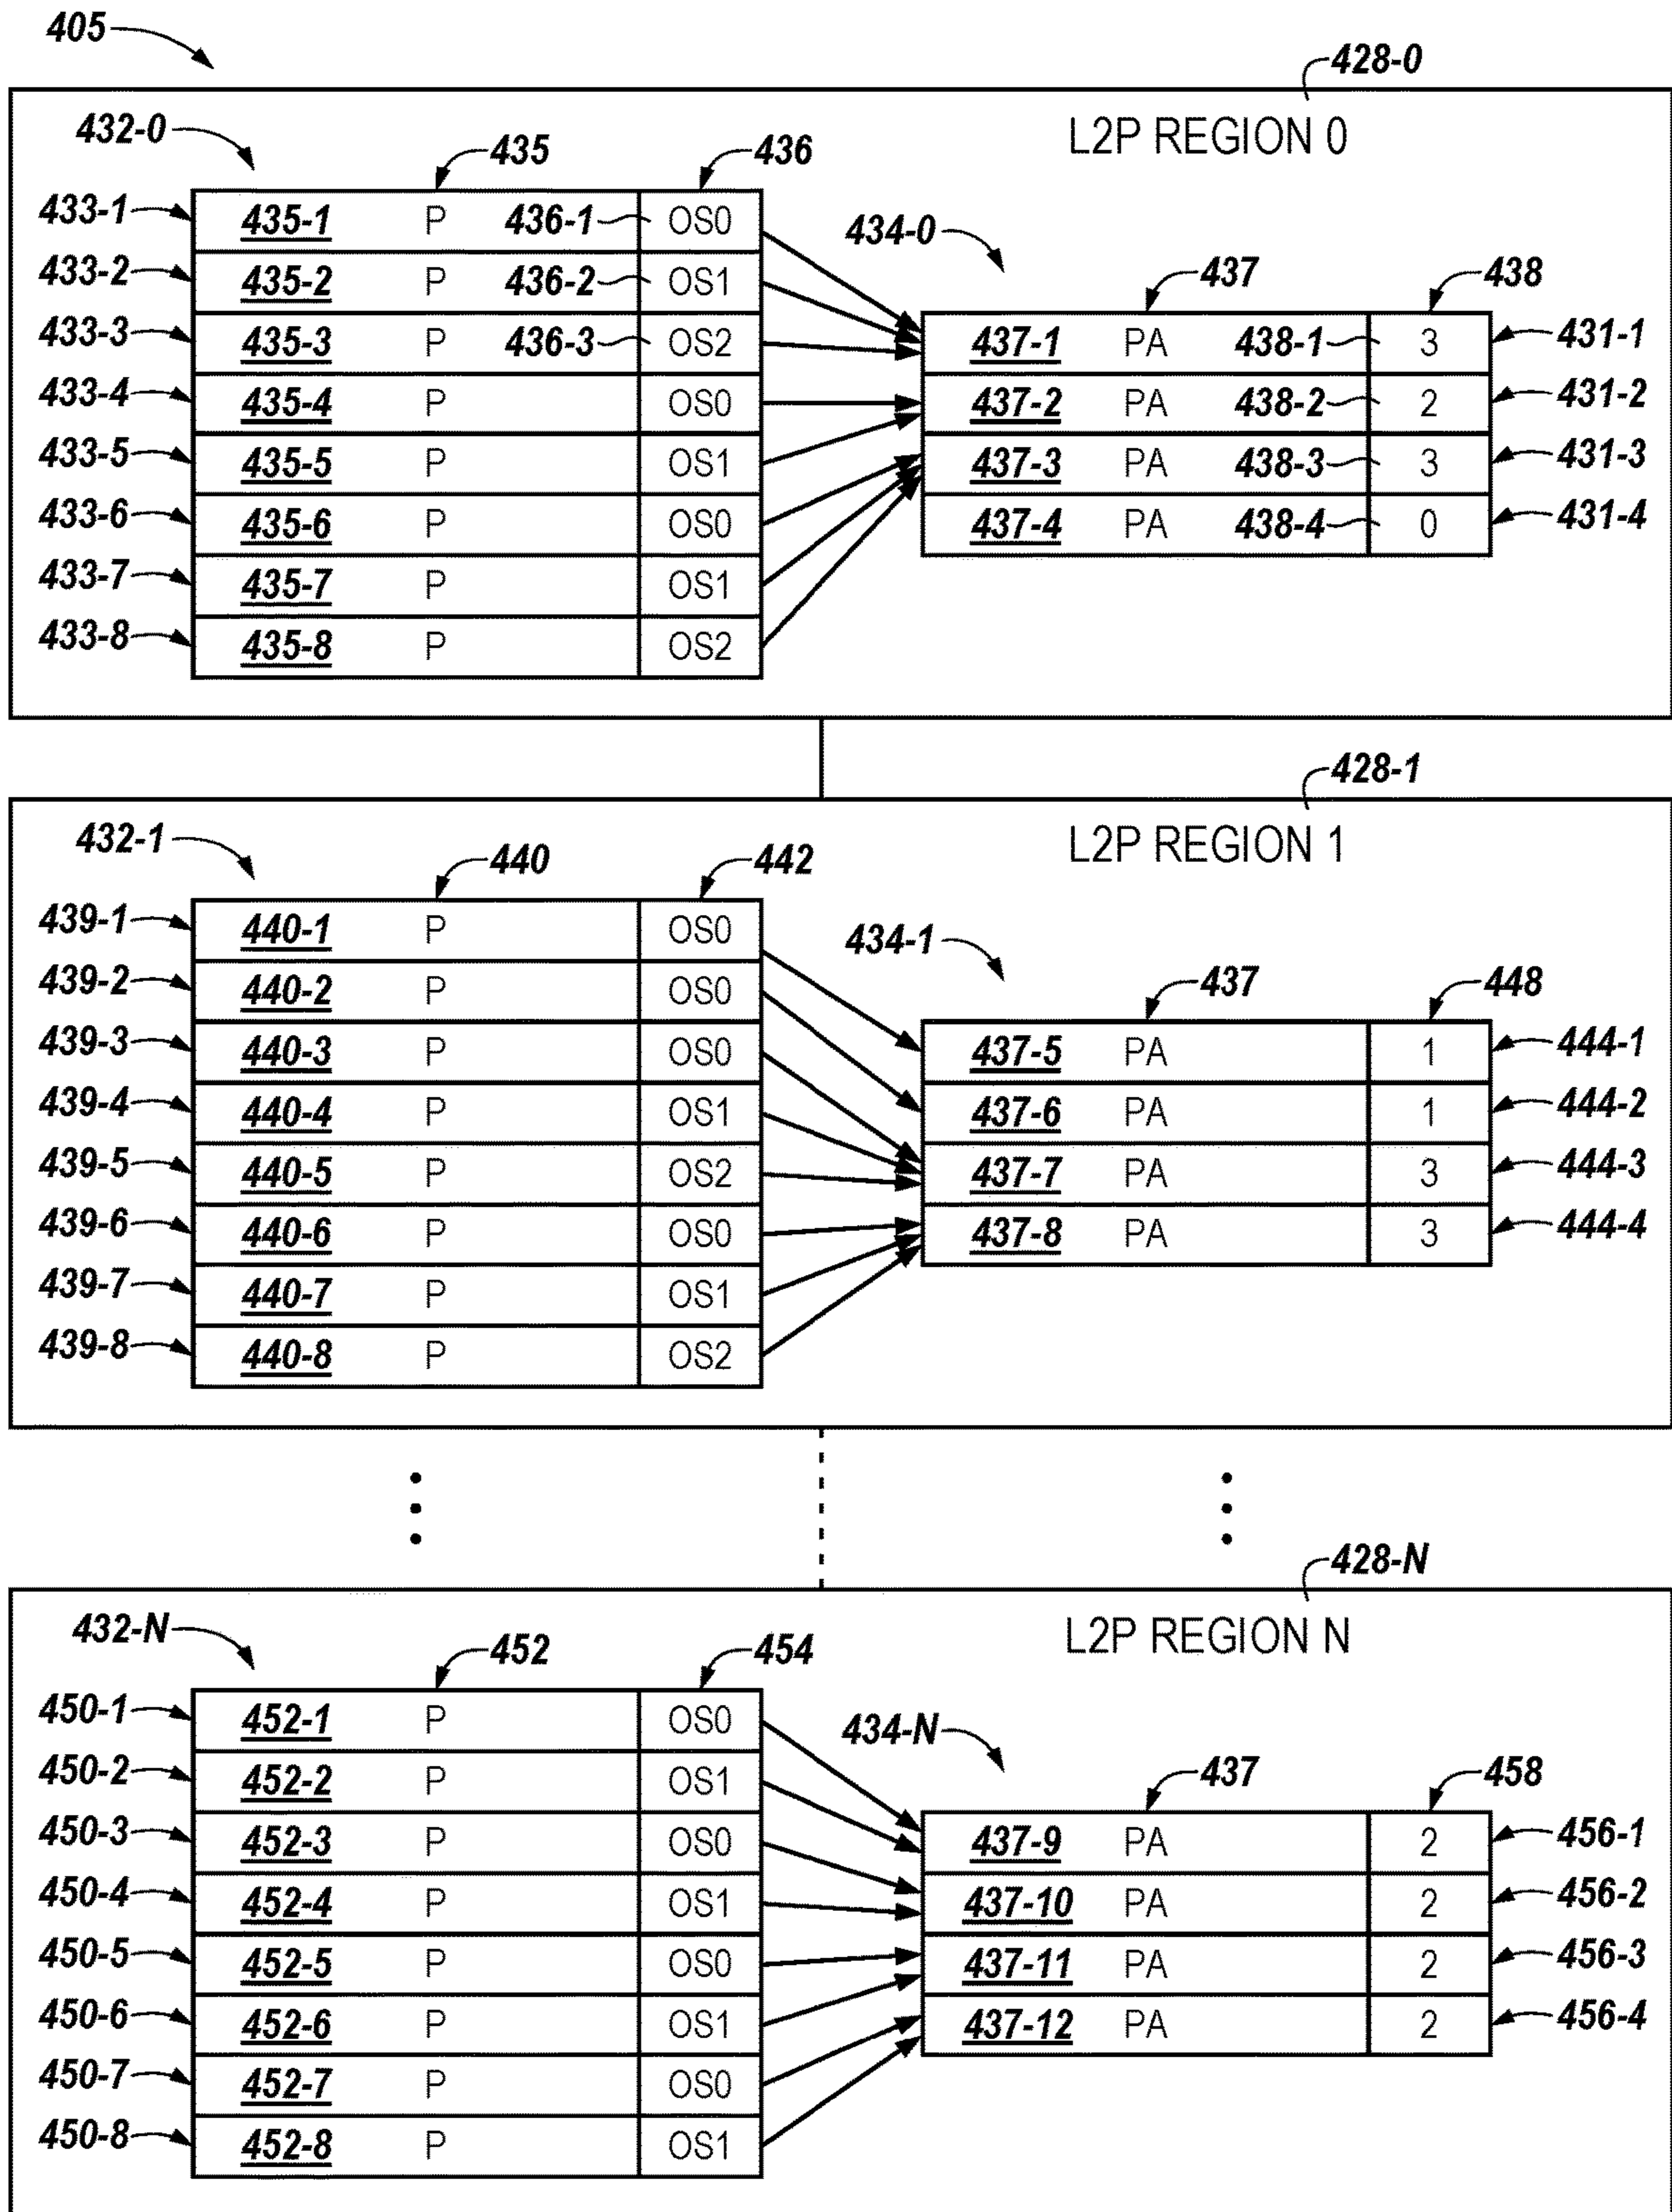 405
428-0
L2P REGION 0
432-0
435
436
433-1 435-1 P 436-1 OS0
434-0
433-2 435-2 P 436-2 OS1
437
438
433-3 435-3 P 436-3 OS2 437-1 PA 438-1 3 431-1
433-4 435-4 P OS0 437-2 PA 438-2 2 431-2
433-5 435-5 P OS1 437-3 PA 438-3 3 431-3
433-6 435-6 P OS0 437-4 PA 438-4 0 431-4
433-7 435-7 P OS1
433-8 435-8 P OS2
428-1
L2P REGION 1
432-1
440
442
439-1 440-1 P OS0
434-1
439-2 440-2 P OS0
437
448
439-3 440-3 P OS0 437-5 PA 1 444-1
439-4 440-4 P OS1 437-6 PA 1 444-2
439-5 440-5 P OS2 437-7 PA 3 444-3
439-6 440-6 P OS0 437-8 PA 3 444-4
439-7 440-7 P OS1
439-8 440-8 P OS2
428-N
L2P REGION N
432-N
452
454
450-1 452-1 P OS0
434-N
450-2 452-2 P OS1
437
458
450-3 452-3 P OS0 437-9 PA 2 456-1
450-4 452-4 P OS1 437-10 PA 2 456-2
450-5 452-5 P OS0 437-11 PA 2 456-3
450-6 452-6 P OS1 437-12 PA 2 456-4
450-7 452-7 P OS0
450-8 452-8 P OS1